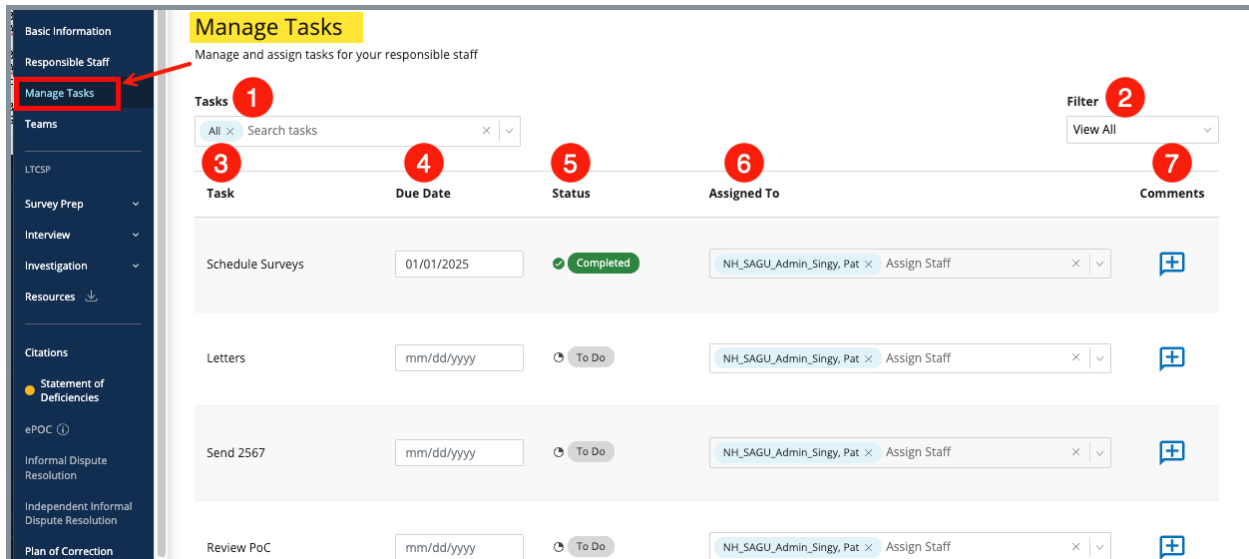 Basic Information
Responsible Staff
Manage Tasks
Teams
LTCSP
Survey Prep
Interview
Investigation
Resources
Citations
Statement of
Deficiencies
ePOC
Informal Dispute
Resolution
Independent Informal
Dispute Resolution
Plan of Correction
Manage Tasks
Manage and assign tasks for your responsible staff
Tasks 1 Filter 2
All × Search tasks View All
3 4 5 6 7
Task Due Date Status Assigned To Comments
Schedule Surveys 01/01/2025 Completed NH_SAGU_Admin_Singy, Pat × Assign Staff
Letters mm/dd/yyyy To Do NH_SAGU_Admin_Singy, Pat × Assign Staff
Send 2567 mm/dd/yyyy To Do NH_SAGU_Admin_Singy, Pat × Assign Staff
Review PoC mm/dd/yyyy To Do NH_SAGU_Admin_Singy, Pat × Assign Staff